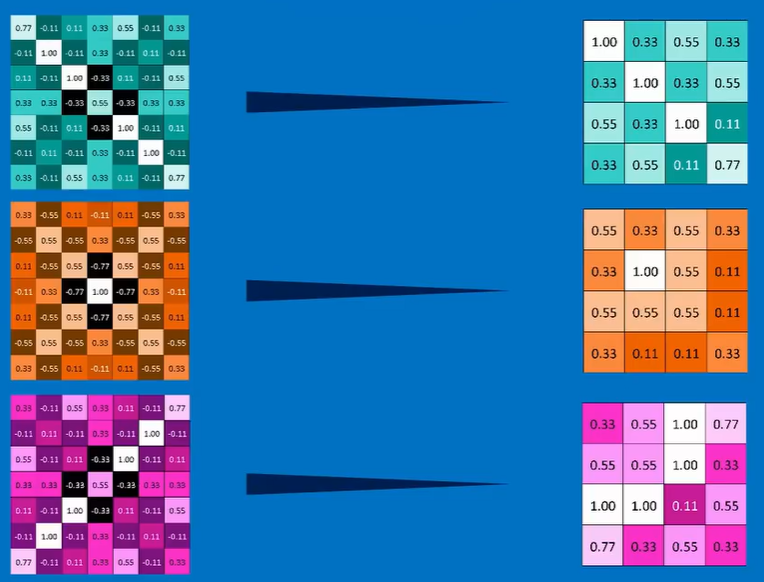 0.77 -0.11 0.11 0.33 0.55 -0.11 0.33
-0.11 1.00 -0.11 0.33 -0.11 0.11 -0.11
0.11 -0.11 1.00 -0.33 0.11 -0.11 0.55
0.33 0.33 -0.33 0.55 -0.33 0.33 0.33
0.55 -0.11 0.11 -0.33 1.00 -0.11 0.11
-0.11 0.11 -0.11 0.33 -0.11 1.00 -0.11
0.33 -0.11 0.55 0.33 0.11 -0.11 0.77
1.00 0.33 0.55 0.33
0.33 1.00 0.33 0.55
0.55 0.33 1.00 0.11
0.33 0.55 0.11 0.77
0.33 -0.55 0.11 -0.11 0.11 -0.55 0.33
-0.55 0.55 -0.55 0.33 -0.55 0.55 -0.55
0.11 -0.55 0.55 -0.77 0.55 -0.55 0.11
-0.11 0.33 -0.77 1.00 -0.77 0.33 -0.11
0.11 -0.55 0.55 -0.77 0.55 -0.55 0.11
-0.55 0.55 -0.55 0.33 -0.55 0.55 -0.55
0.33 -0.55 0.11 -0.11 0.11 -0.55 0.33
0.55 0.33 0.55 0.33
0.33 1.00 0.55 0.11
0.55 0.55 0.55 0.11
0.33 0.11 0.11 0.33
0.33 -0.11 0.55 0.33 0.11 -0.11 0.77
-0.11 0.11 -0.11 0.33 -0.11 1.00 -0.11
0.55 -0.11 0.11 -0.33 1.00 -0.11 0.11
0.33 0.33 -0.33 0.55 -0.33 0.33 0.33
0.11 -0.11 1.00 -0.33 0.11 -0.11 0.55
-0.11 1.00 -0.11 0.33 -0.11 0.11 -0.11
0.77 -0.11 0.11 0.33 0.55 -0.11 0.33
0.33 0.55 1.00 0.77
0.55 0.55 1.00 0.33
1.00 1.00 0.11 0.55
0.77 0.33 0.55 0.33